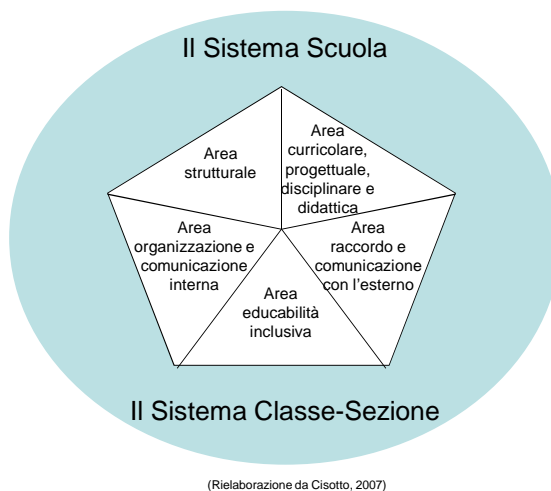 Il Sistema Scuola
Area
strutturale
Area
curricolare,
progettuale,
disciplinare e
didattica
Area
organizzazione e
comunicazione
interna
Area
raccordo e
comunicazione
con l'esterno
Area
educabilità
inclusiva
Il Sistema Classe-Sezione
(Rielaborazione da Cisotto, 2007)